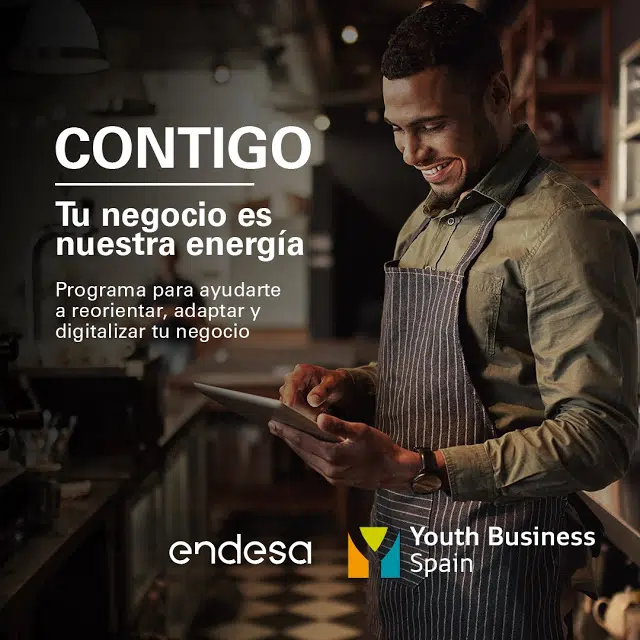 CONTIGO
Tu negocio es
nuestra energía
Programa para ayudarte
a reorientar, adaptar y
digitalizar tu negocio
endesa
Youth Business
Spain